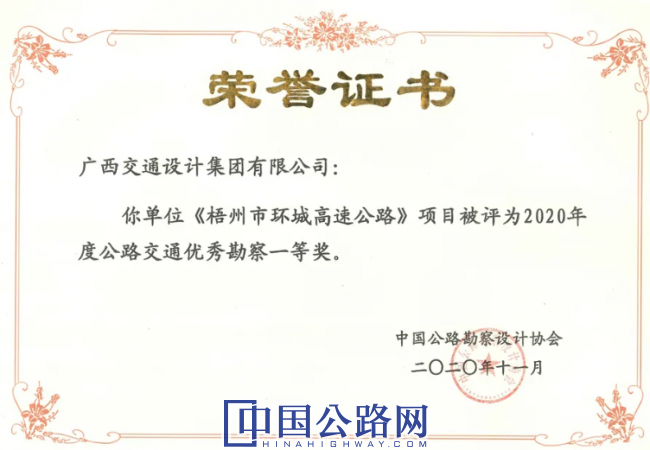 荣誉证书
广西交通设计集团有限公司：
你单位《梧州市环城高速公路》项目被评为2020年
度公路交通优秀勘察一等奖。
中国公路勘察设计协会
二〇二〇年十一月
中国公路网
CHINAHIGHWAY.COM